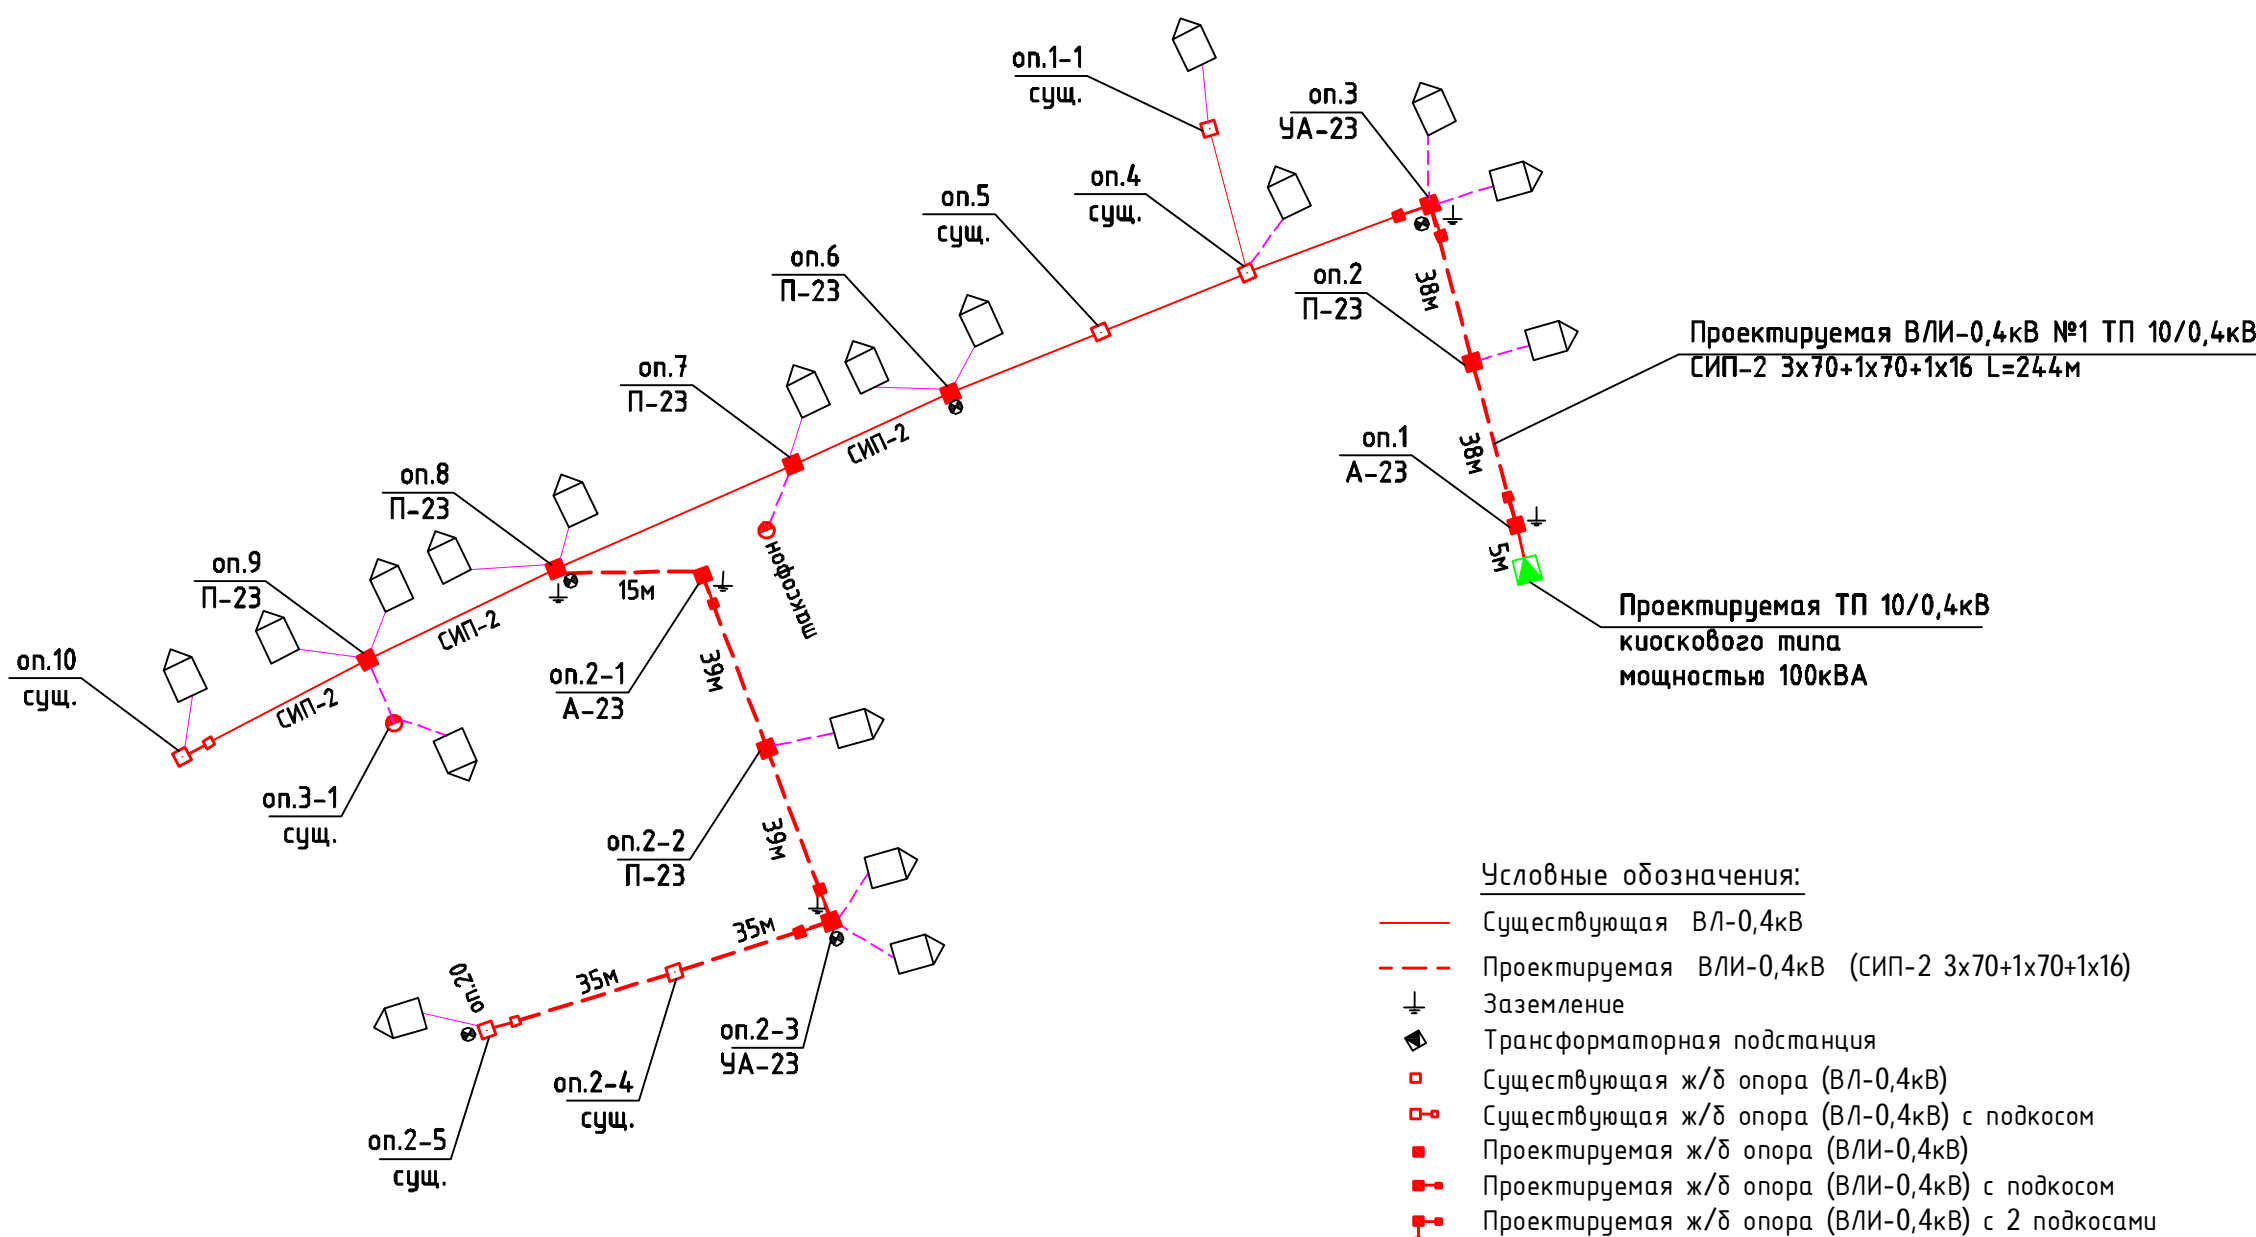 оп.1-1
сущ.
оп.3
УА-23
оп.4
сущ.
оп.5
сущ.
оп.6
П-23
оп.2
П-23
38м
Проектируемая ВЛИ-0,4кВ №1 ТП 10/0,4кВ
СИП-2 3х70+1х70+1х16 L=244м
оп.7
П-23
СИП-2
оп.1
А-23
38м
5м
оп.8
П-23
таксофон
15м
оп.9
П-23
СИП-2
Проектируемая ТП 10/0,4кВ
киоскового типа
мощностью 100кВА
оп.10
сущ.
СИП-2
оп.2-1
А-23
39м
оп.3-1
сущ.
оп.2-2
П-23
39м
35м
35м
оп.20
оп.2-3
УА-23
оп.2-4
сущ.
оп.2-5
сущ.
Условные обозначения:
Существующая ВЛ-0,4кВ
Проектируемая ВЛИ-0,4кВ (СИП-2 3х70+1х70+1х16)
Заземление
Трансформаторная подстанция
Существующая ж/б опора (ВЛ-0,4кВ)
Существующая ж/б опора (ВЛ-0,4кВ) с подкосом
Проектируемая ж/б опора (ВЛИ-0,4кВ)
Проектируемая ж/б опора (ВЛИ-0,4кВ) с подкосом
Проектируемая ж/б опора (ВЛИ-0,4кВ) с 2 подкосами